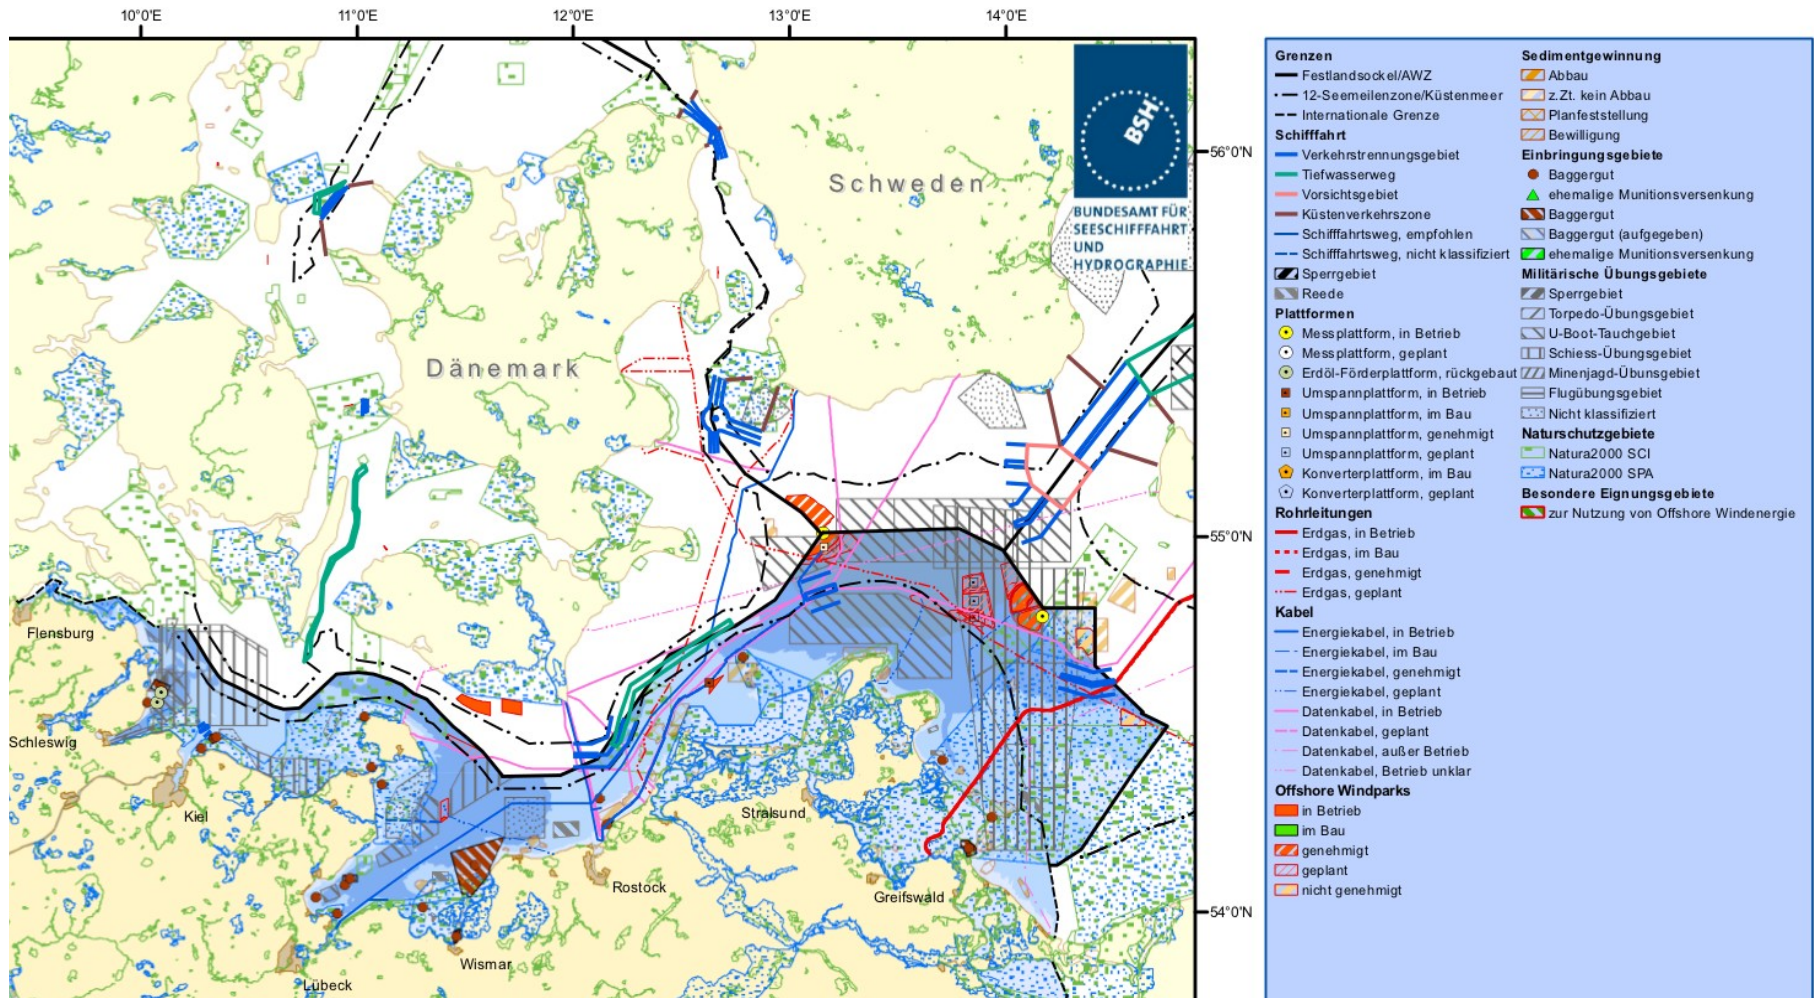 10°0'E
11°0'E
12°0'E
13°0'E
14°0'E
56°0'N
55°0'N
54°0'N
Schweden
Dänemark
BSH
BUNDESAMT FÜR
SEESCHIFFFAHRT
UND
HYDROGRAPHIE
Flensburg
Schleswig
Kiel
Lübeck
Wismar
Rostock
Stralsund
Greifswald
Grenzen
Festlandsockel/AWZ
12-Seemeilenzone/Küstenmeer
Internationale Grenze
Schifffahrt
Verkehrstrennungsgebiet
Tiefwasserweg
Vorsichtsgebiet
Küstenverkehrszone
Schifffahrtsweg, empfohlen
Schifffahrtsweg, nicht klassifiziert
Sperrgebiet
Reede
Plattformen
Messplattform, in Betrieb
Messplattform, geplant
Erdöl-Förderplattform, rückgebaut
Umspannplattform, in Betrieb
Umspannplattform, im Bau
Umspannplattform, genehmigt
Umspannplattform, geplant
Konverterplattform, im Bau
Konverterplattform, geplant
Rohrleitungen
Erdgas, in Betrieb
Erdgas, im Bau
Erdgas, genehmigt
Erdgas, geplant
Kabel
Energiekabel, in Betrieb
Energiekabel, im Bau
Energiekabel, genehmigt
Energiekabel, geplant
Datenkabel, in Betrieb
Datenkabel, geplant
Datenkabel, außer Betrieb
Datenkabel, Betrieb unklar
Offshore Windparks
in Betrieb
im Bau
genehmigt
geplant
nicht genehmigt
Sedimentgewinnung
Abbau
z.Zt. kein Abbau
Planfeststellung
Bewilligung
Einbringungsgebiete
Baggergut
ehemalige Munitionsversenkung
Baggergut
Baggergut (aufgegeben)
ehemalige Munitionsversenkung
Militärische Übungsgebiete
Sperrgebiet
Torpedo-Übungsgebiet
U-Boot-Tauchgebiet
Schiess-Übungsgebiet
Minenjagd-Übunsgebiet
Flugübungsgebiet
Nicht klassifiziert
Naturschutzgebiete
Natura2000 SCI
Natura2000 SPA
Besondere Eignungsgebiete
zur Nutzung von Offshore Windenergie